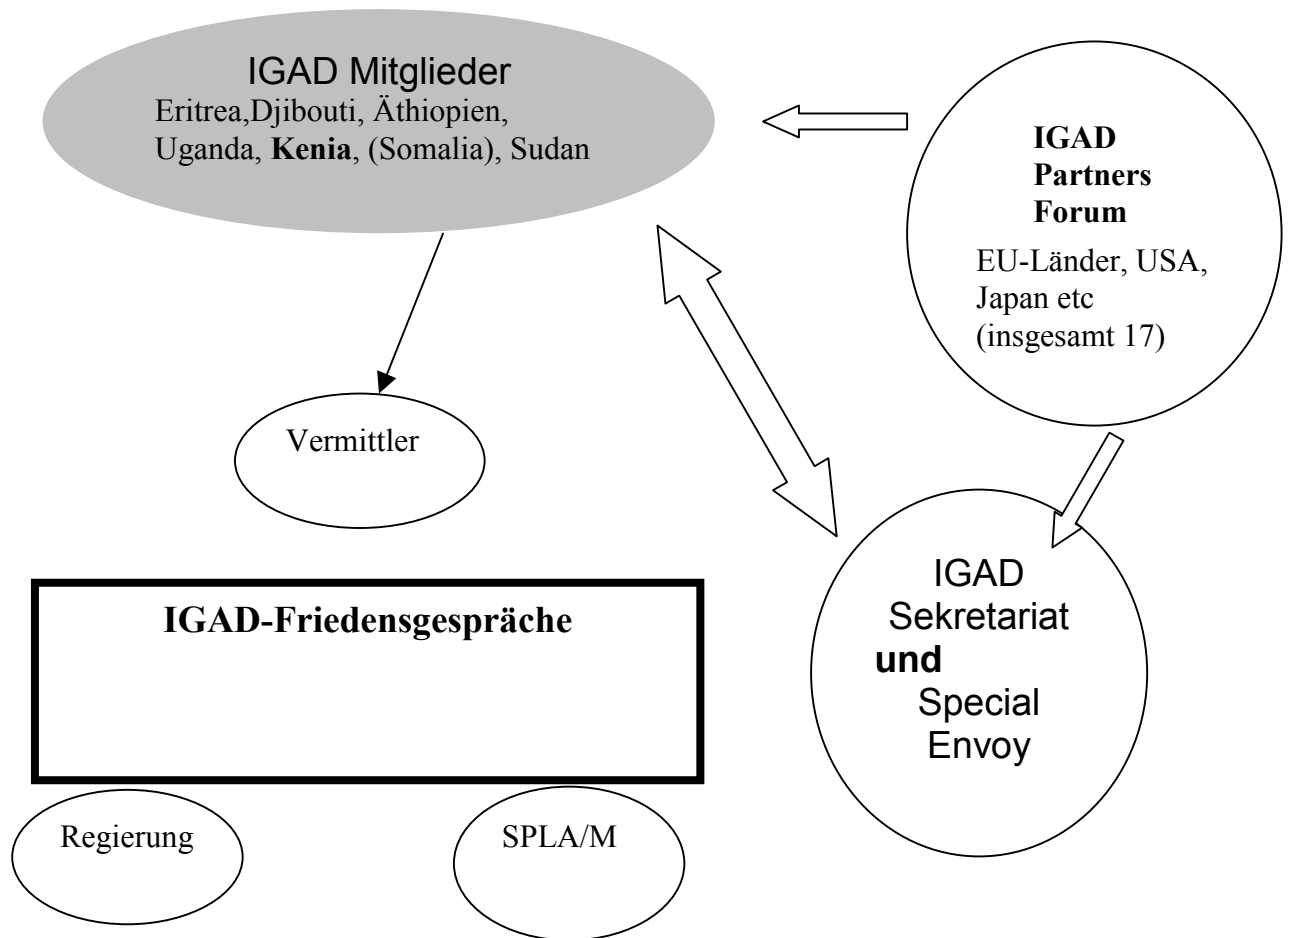 IGAD Mitglieder
Eritrea,Djibouti, Äthiopien,
Uganda, Kenia, (Somalia), Sudan
IGAD
Partners
Forum
EU-Länder, USA,
Japan etc
(insgesamt 17)
Vermittler
IGAD-Friedensgespräche
IGAD
Sekretariat
und
Special
Envoy
Regierung
SPLA/M